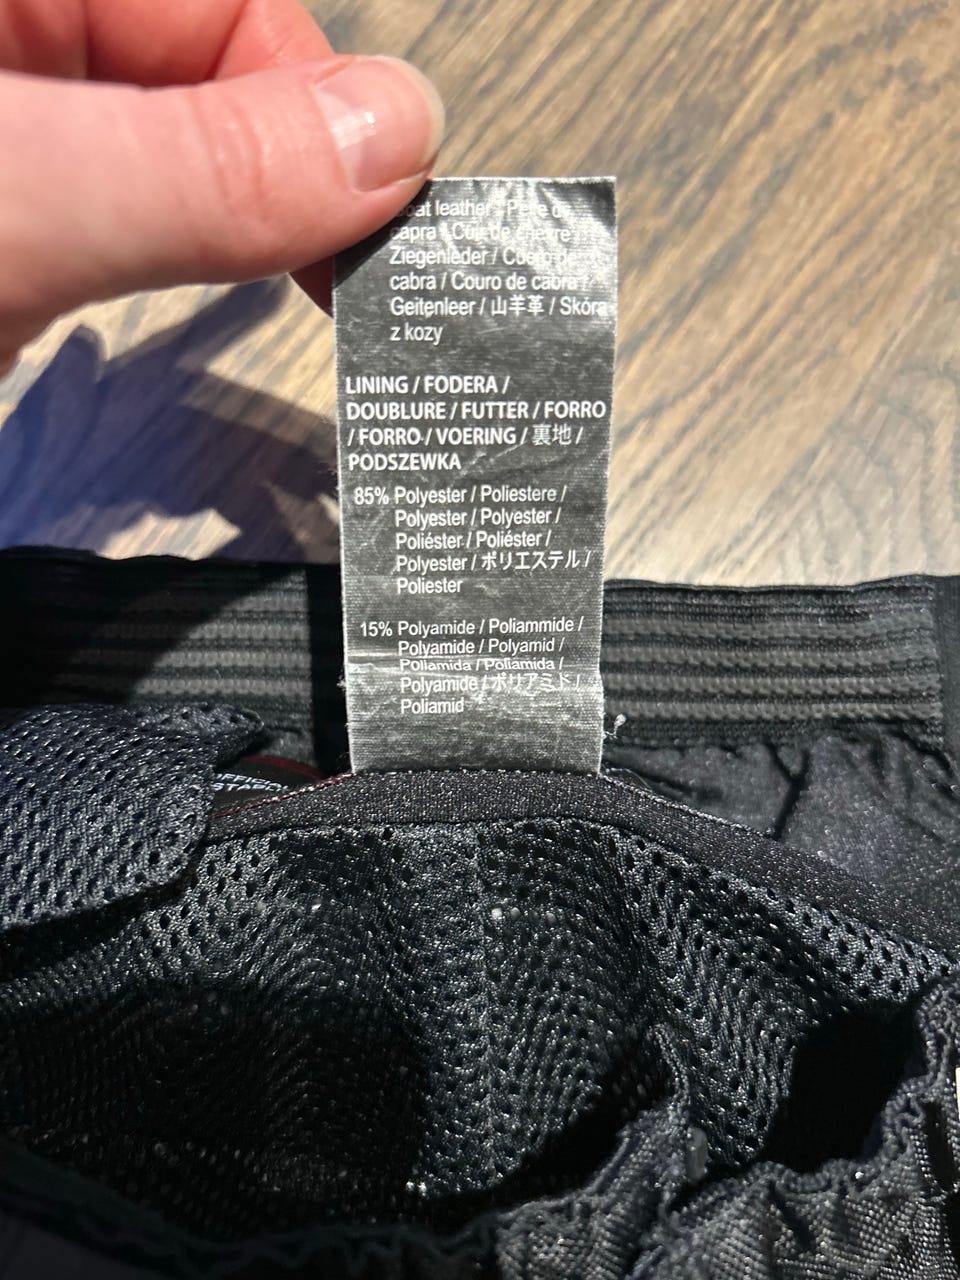 Goat leather / Pelle di
capra / Cuir de chèvre /
Ziegenleder / Cuero de
cabra / Couro de cabra /
Geitenleer / 山羊革 / Skóra
z kozy
LINING / FODERA /
DOUBLURE / FUTTER / FORRO
/ FORRO / VOERING / 裏地 /
PODSZEWKA
85% Polyester / Poliestere /
Polyester / Polyester /
Poliéster / Poliéster /
Polyester / ポリエステル /
Poliester
15% Polyamide / Poliammide /
Polyamide / Polyamid /
Poliamida / Poliamida /
Polyamide / ポリアミド /
Poliamid